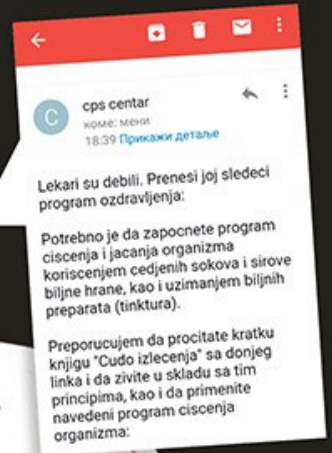 C
cps centar
коме: мени
18:39 Прикажи детаље
Lekari su debili. Prenesi joj sledeci
program ozdravljenja:
Potrebno je da zapocnete program
ciscenja i jacanja organizma
koriscenjem cedjenih sokova i sirove
biljne hrane, kao i uzimanjem biljnih
preparata (tinktura).
Preporucujem da procitate kratku
knjigu "Cudo izlecenja" sa donjeg
linka i da zivite u skladu sa tim
principima, kao i da primenite
navedeni program ciscenja
organizma: